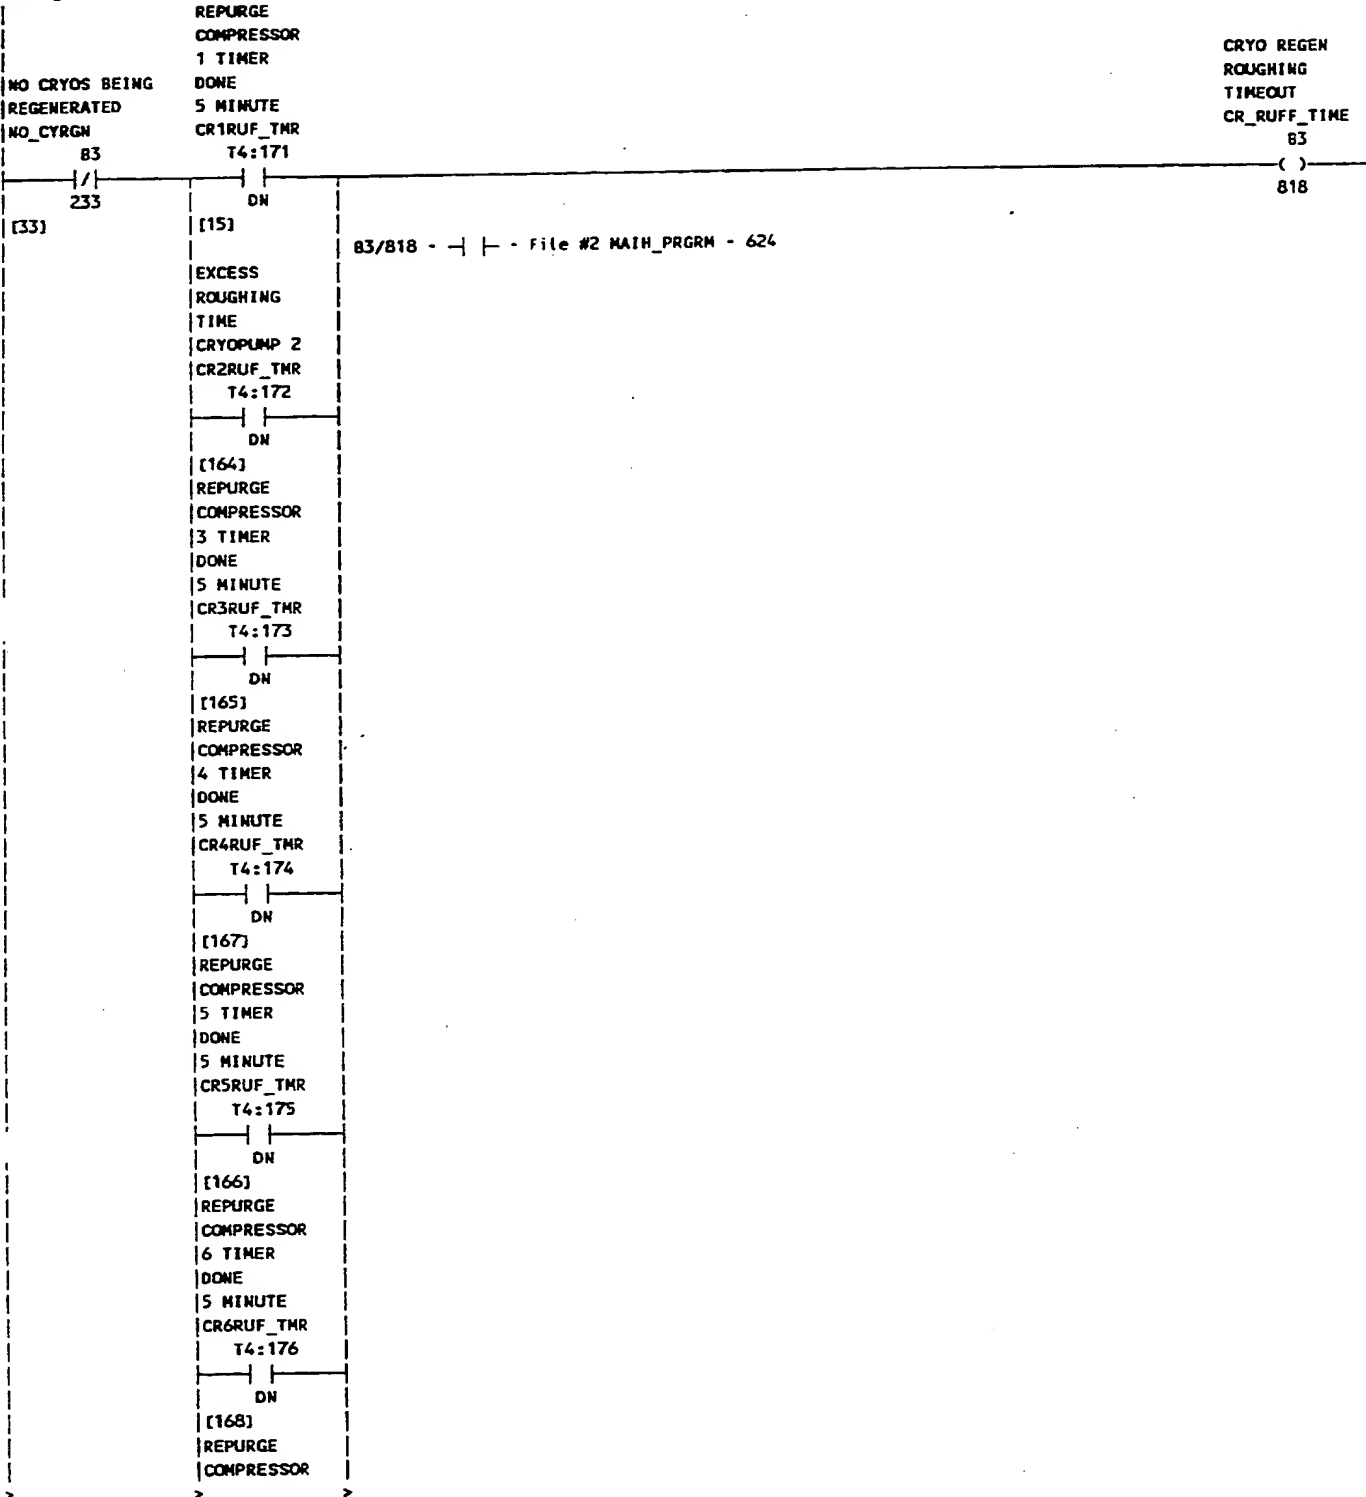 REPURGE
COMPRESSOR
1 TIMER
NO CRYOS BEING DONE
REGENERATED 5 MINUTE
NO_CYRGN CR1RUF_TMR
B3 T4:171
233 DN
[33] [15]
CRYO REGEN
ROUGHING
TIMEOUT
CR_RUFF_TIME
B3
818
B3/818 - ⊣ ⊢ - File #2 MAIN_PRGRM - 624
EXCESS
ROUGHING
TIME
CRYOPUMP 2
CR2RUF_TMR
T4:172
DN
[164]
REPURGE
COMPRESSOR
3 TIMER
DONE
5 MINUTE
CR3RUF_TMR
T4:173
DN
[165]
REPURGE
COMPRESSOR
4 TIMER
DONE
5 MINUTE
CR4RUF_TMR
T4:174
DN
[167]
REPURGE
COMPRESSOR
5 TIMER
DONE
5 MINUTE
CR5RUF_TMR
T4:175
DN
[166]
REPURGE
COMPRESSOR
6 TIMER
DONE
5 MINUTE
CR6RUF_TMR
T4:176
DN
[168]
REPURGE
COMPRESSOR